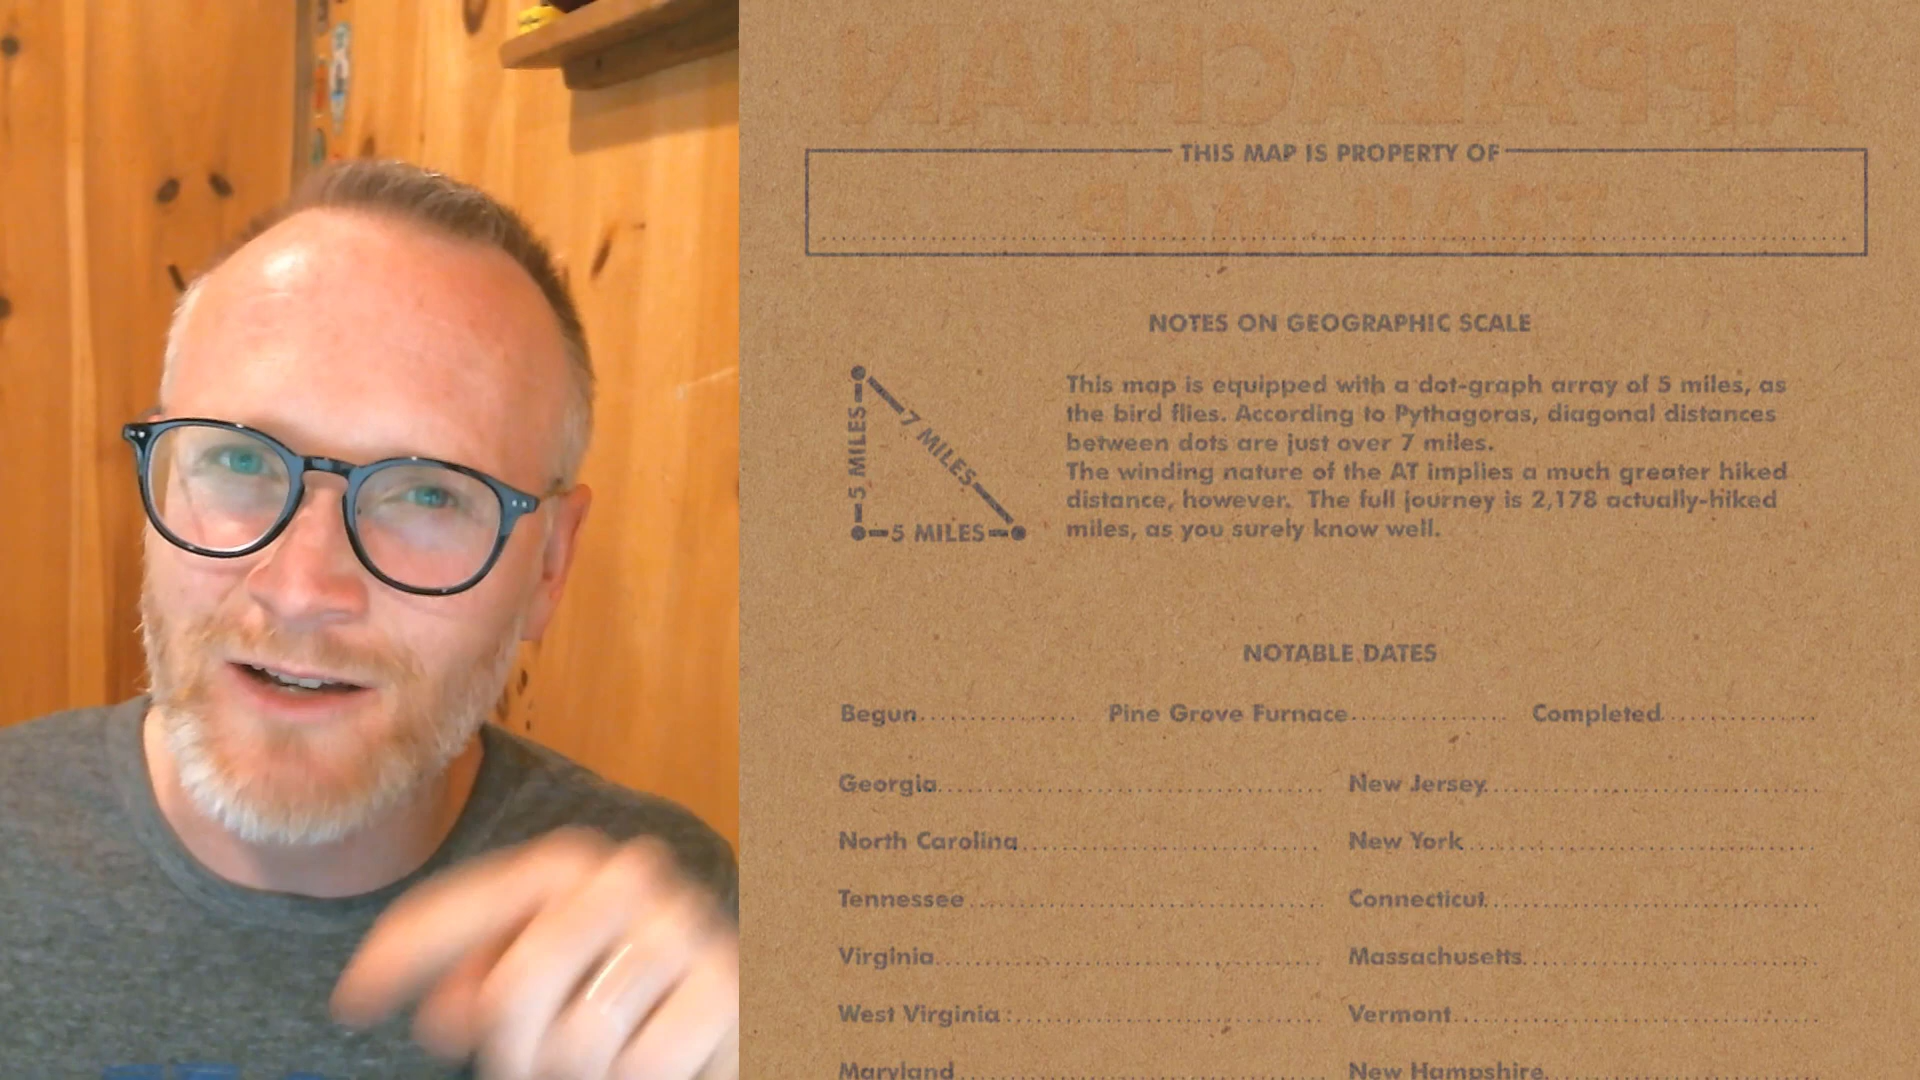 APPALACHIAN
THIS MAP IS PROPERTY OF
TRAIL MAP
NOTES ON GEOGRAPHIC SCALE
5 MILES
7 MILES
5 MILES
This map is equipped with a dot-graph array of 5 miles, as
the bird flies. According to Pythagoras, diagonal distances
between dots are just over 7 miles.
The winding nature of the AT implies a much greater hiked
distance, however. The full journey is 2,178 actually-hiked
miles, as you surely know well.
NOTABLE DATES
Begun Pine Grove Furnace Completed
Georgia New Jersey
North Carolina New York
Tennessee Connecticut
Virginia Massachusetts
West Virginia Vermont
Maryland New Hampshire